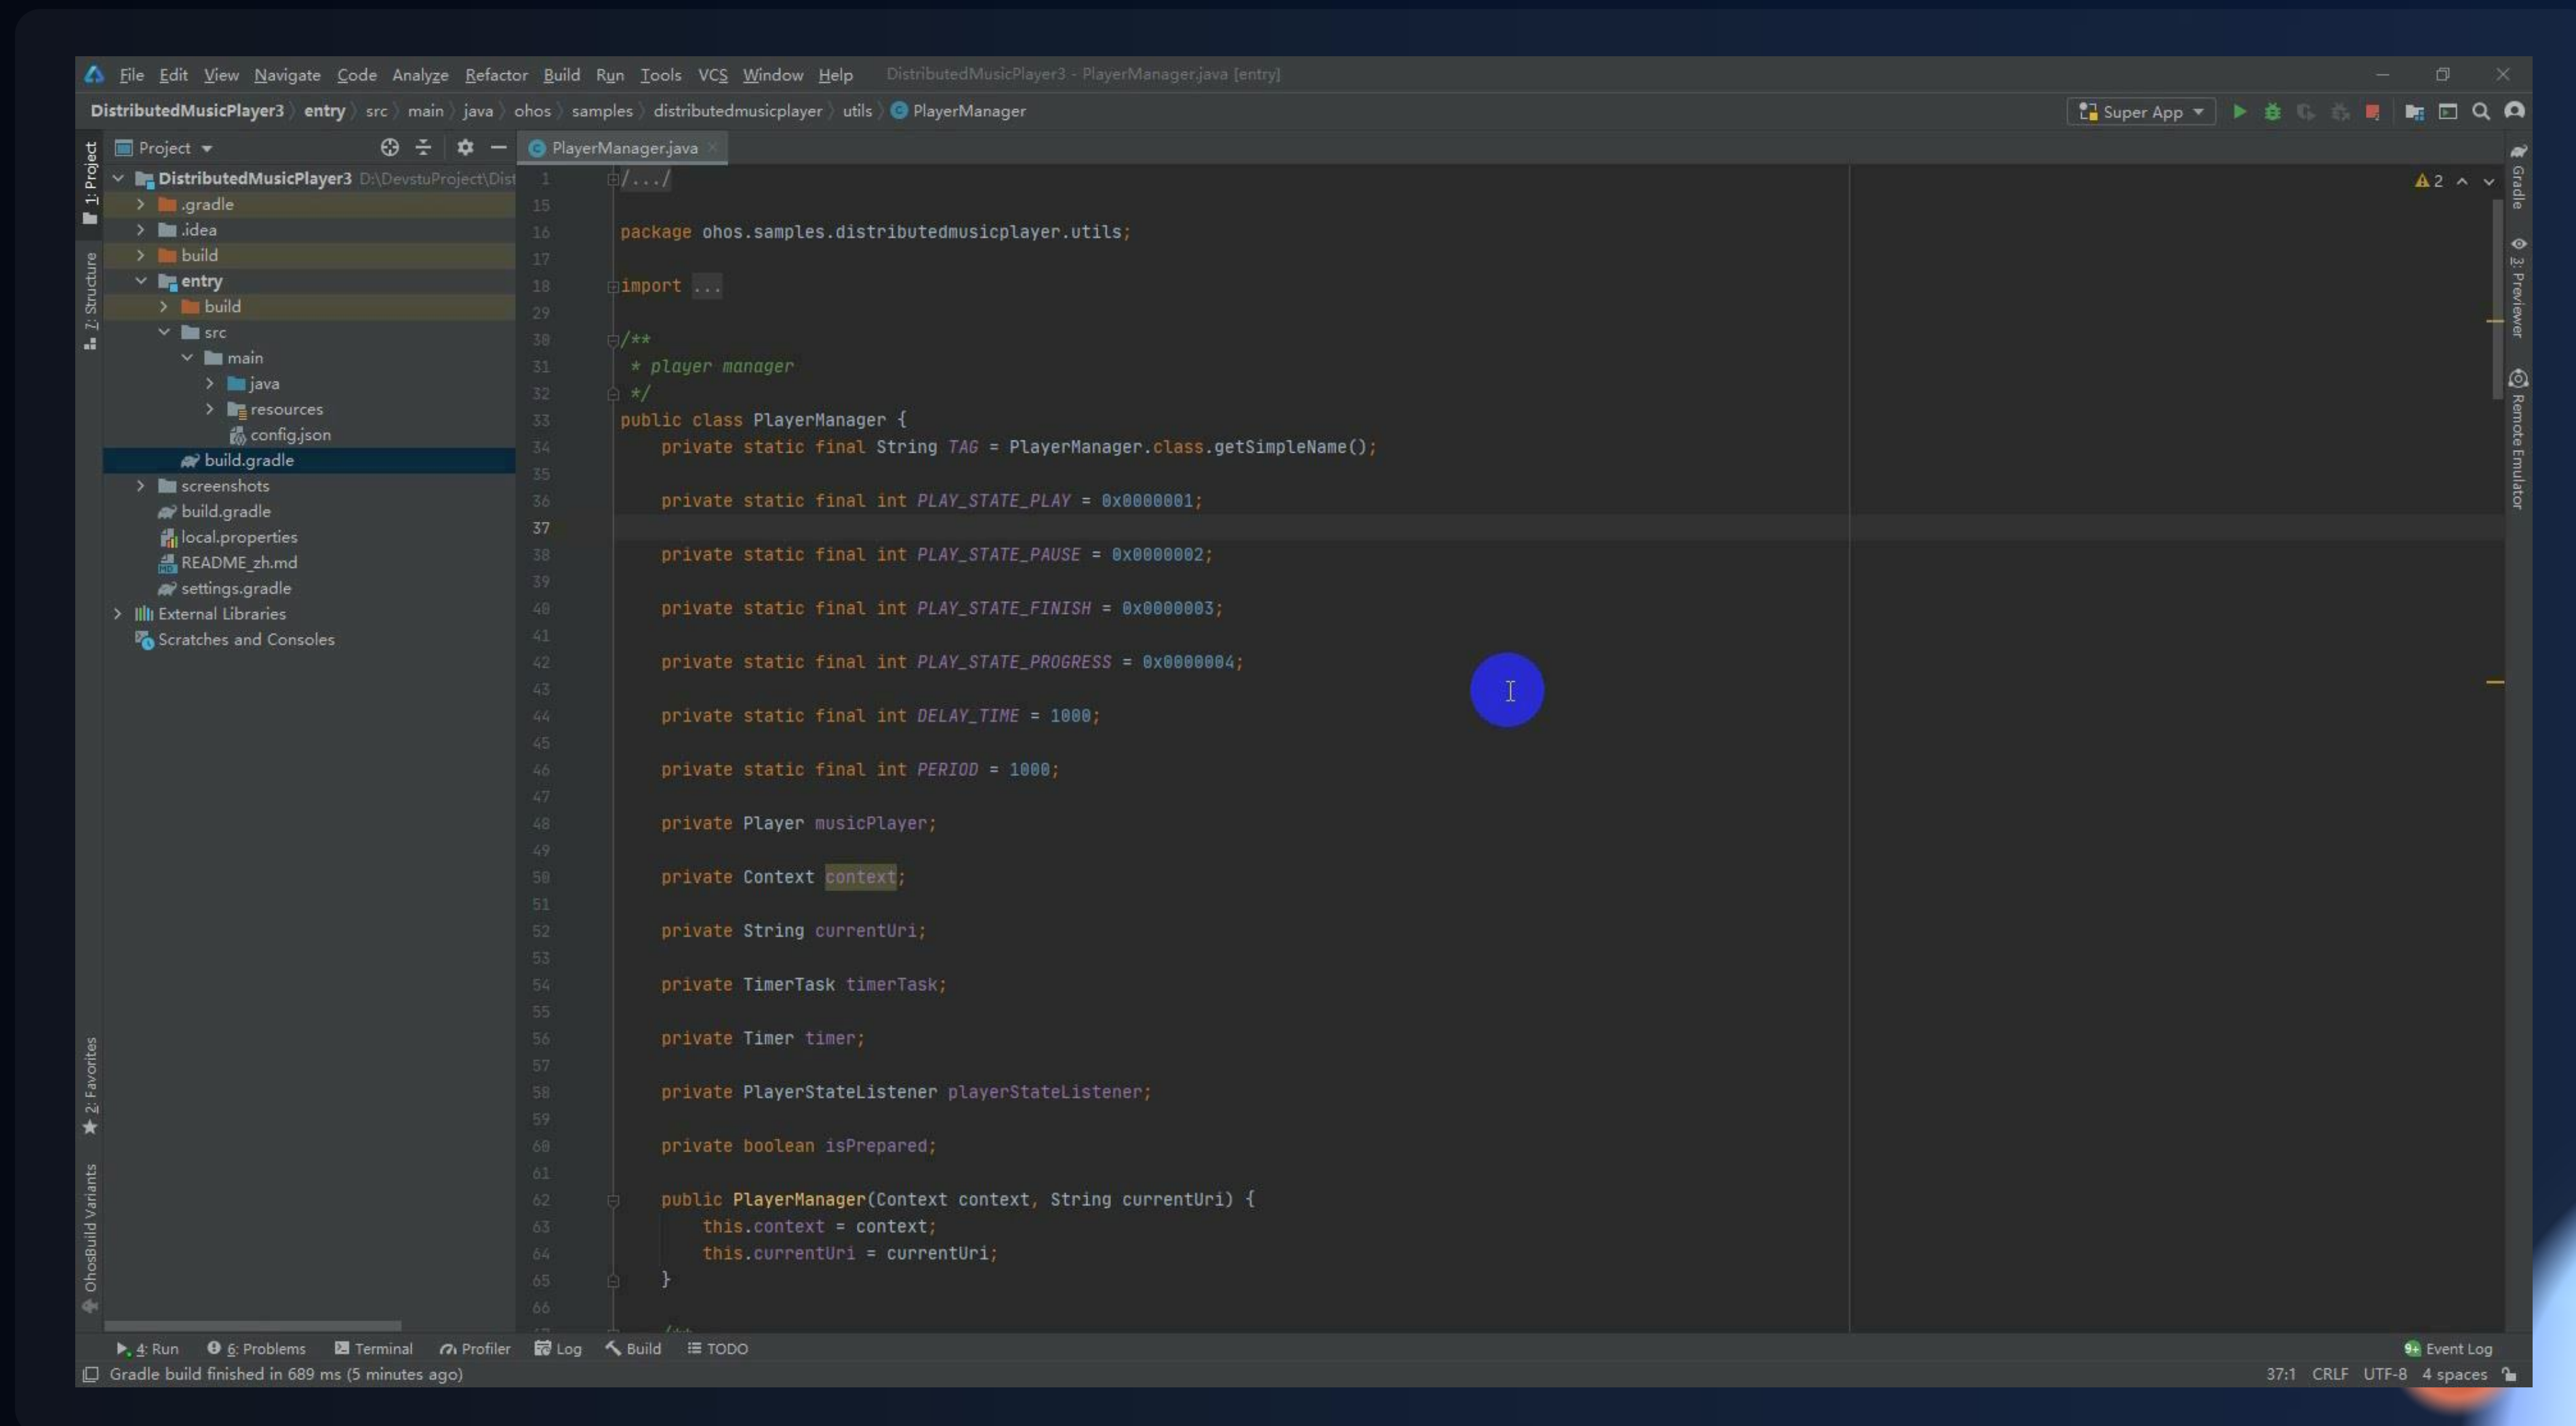 File Edit View Navigate Code Analyze Refactor Build Run Tools VCS Window Help DistributedMusicPlayer3 - PlayerManager.java [entry]
DistributedMusicPlayer3 entry src main java ohos samples distributedmusicplayer utils PlayerManager Super App
1: Project
7: Structure
2: Favorites
OhosBuild Variants
Project
DistributedMusicPlayer3 D:\DevstuProject\Dist
.gradle
.idea
build
entry
build
src
main
java
resources
config.json
build.gradle
screenshots
build.gradle
local.properties
README_zh.md
settings.gradle
External Libraries
Scratches and Consoles
PlayerManager.java
1 /.../
15
16 package ohos.samples.distributedmusicplayer.utils;
17
18 import ...
29
30 /**
31 * player manager
32 */
33 public class PlayerManager {
34 private static final String TAG = PlayerManager.class.getSimpleName();
35
36 private static final int PLAY_STATE_PLAY = 0x0000001;
37
38 private static final int PLAY_STATE_PAUSE = 0x0000002;
39
40 private static final int PLAY_STATE_FINISH = 0x0000003;
41
42 private static final int PLAY_STATE_PROGRESS = 0x0000004;
43
44 private static final int DELAY_TIME = 1000;
45
46 private static final int PERIOD = 1000;
47
48 private Player musicPlayer;
49
50 private Context context;
51
52 private String currentUri;
53
54 private TimerTask timerTask;
55
56 private Timer timer;
57
58 private PlayerStateListener playerStateListener;
59
60 private boolean isPrepared;
61
62 public PlayerManager(Context context, String currentUri) {
63 this.context = context;
64 this.currentUri = currentUri;
65 }
66
2
Gradle
3: Previewer
Remote Emulator
4: Run 6: Problems Terminal Profiler Log Build TODO 9+ Event Log
Gradle build finished in 689 ms (5 minutes ago) 37:1 CRLF UTF-8 4 spaces